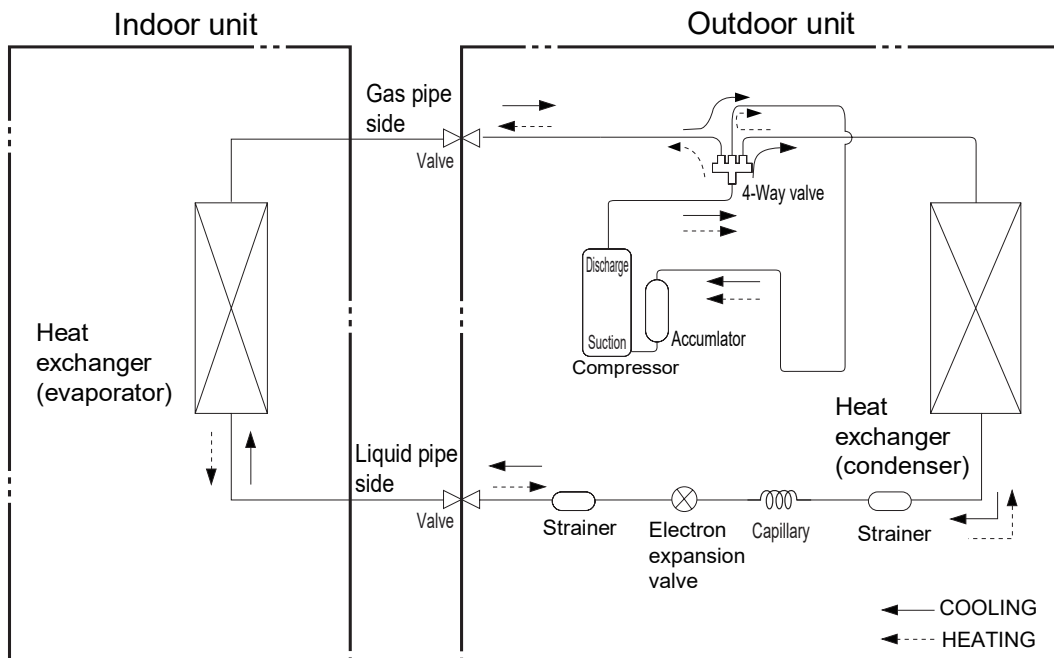 Indoor unit
Outdoor unit
Gas pipe
side
Valve
4-Way valve
Discharge
Suction
Accumlator
Compressor
Heat
exchanger
(evaporator)
Heat
exchanger
(condenser)
Liquid pipe
side
Valve
Strainer
Electron
expansion
valve
Capillary
Strainer
COOLING
HEATING